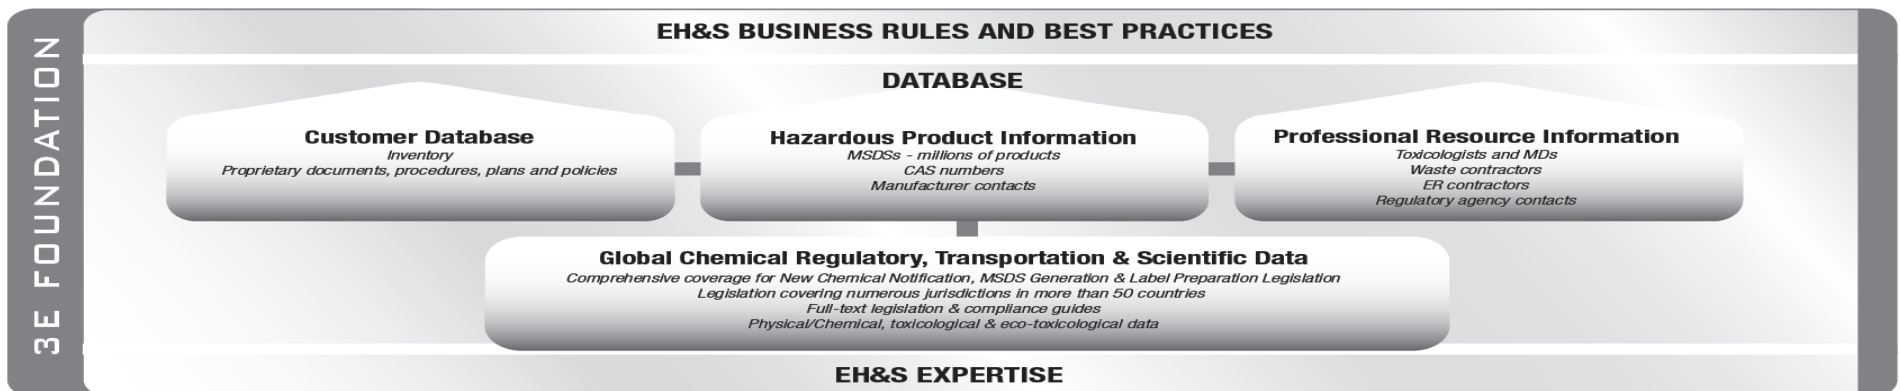 3E FOUNDATION
EH&S BUSINESS RULES AND BEST PRACTICES
DATABASE
Customer Database
Inventory
Proprietary documents, procedures, plans and policies
Hazardous Product Information
MSDSs - millions of products
CAS numbers
Manufacturer contacts
Professional Resource Information
Toxicologists and MDs
Waste contractors
ER contractors
Regulatory agency contacts
Global Chemical Regulatory, Transportation & Scientific Data
Comprehensive coverage for New Chemical Notification, MSDS Generation & Label Preparation Legislation
Legislation covering numerous jurisdictions in more than 50 countries
Full-text legislation & compliance guides
Physical/Chemical, toxicological & eco-toxicological data
EH&S EXPERTISE